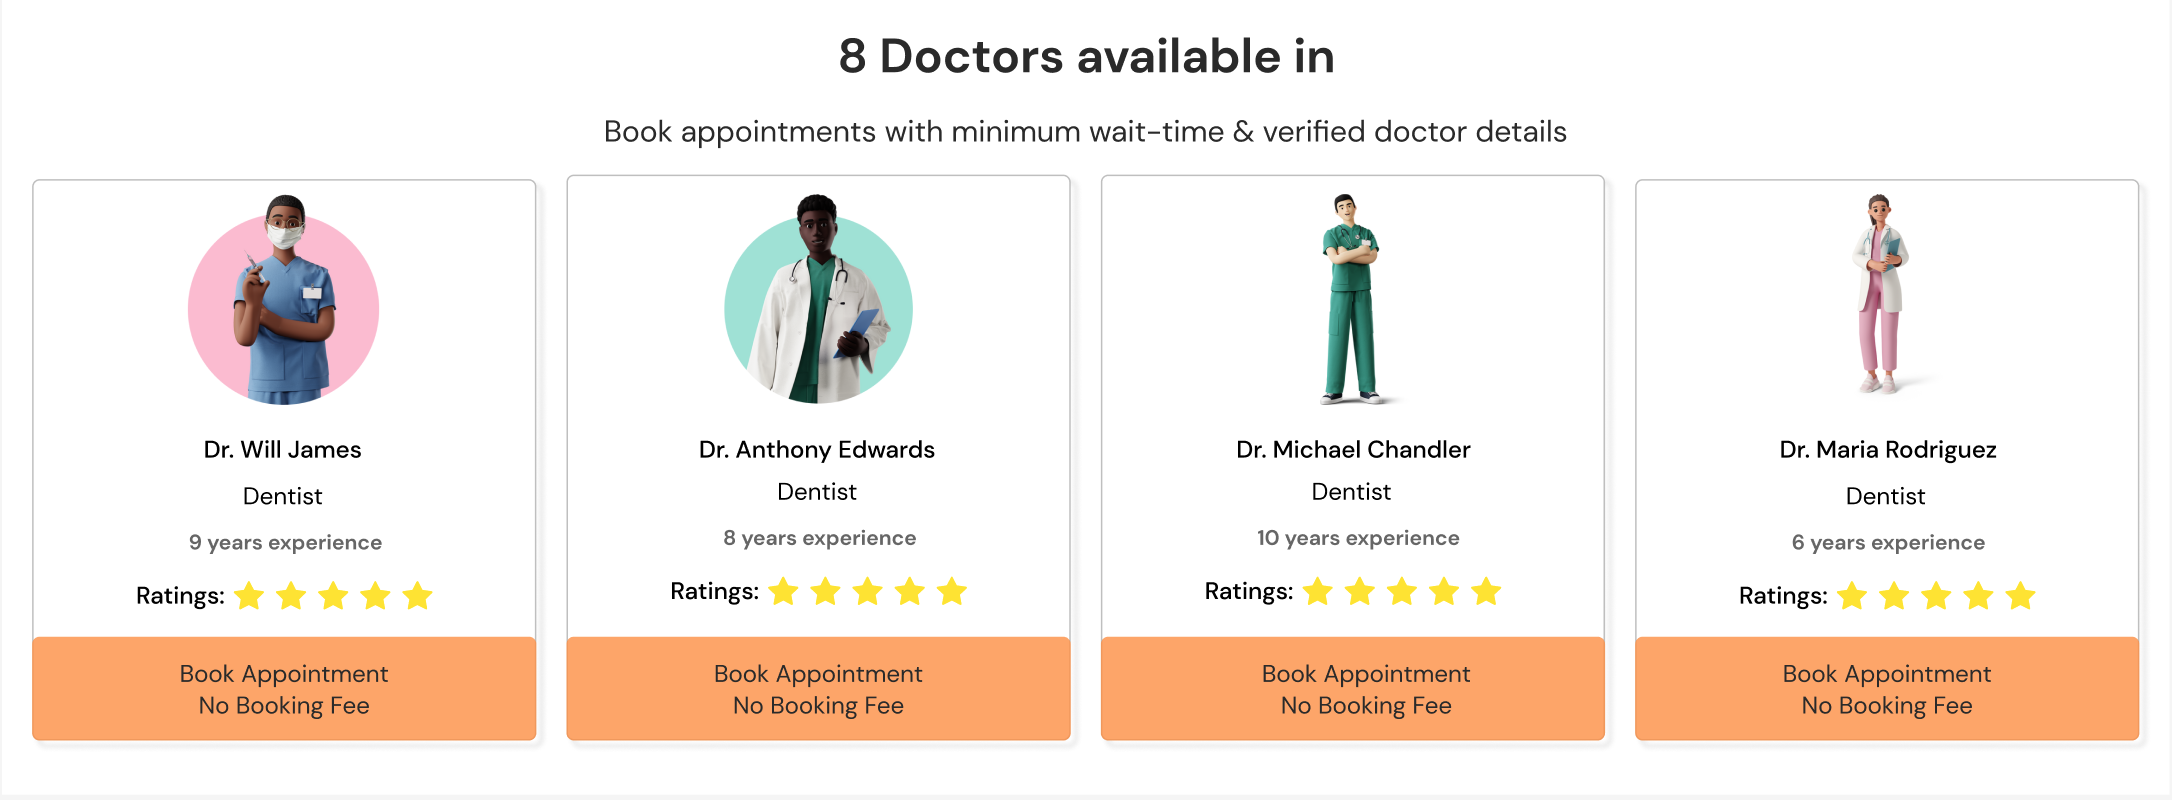 8 Doctors available in
Book appointments with minimum wait-time & verified doctor details
Dr. Will James
Dentist
9 years experience
Ratings:
Book Appointment
No Booking Fee
Dr. Anthony Edwards
Dentist
8 years experience
Ratings:
Book Appointment
No Booking Fee
Dr. Michael Chandler
Dentist
10 years experience
Ratings:
Book Appointment
No Booking Fee
Dr. Maria Rodriguez
Dentist
6 years experience
Ratings:
Book Appointment
No Booking Fee